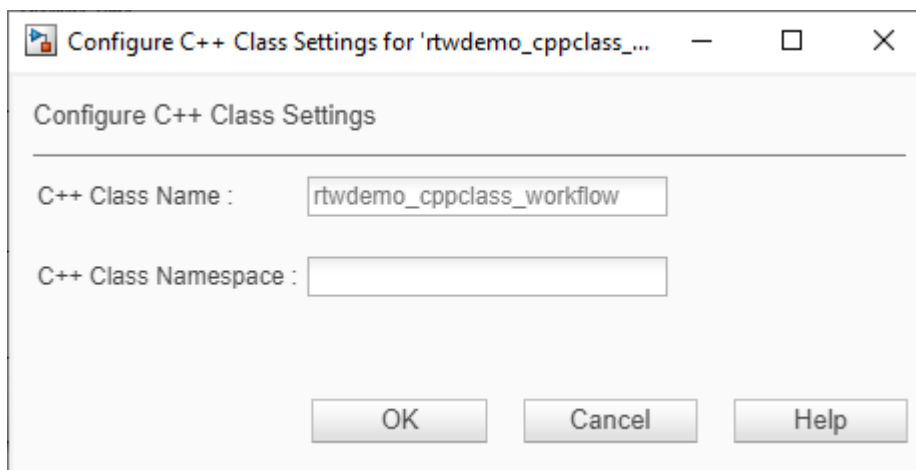 Configure C++ Class Settings for 'rtwdemo_cppclass_...
Configure C++ Class Settings
C++ Class Name : rtwdemo_cppclass_workflow
C++ Class Namespace :
OK Cancel Help